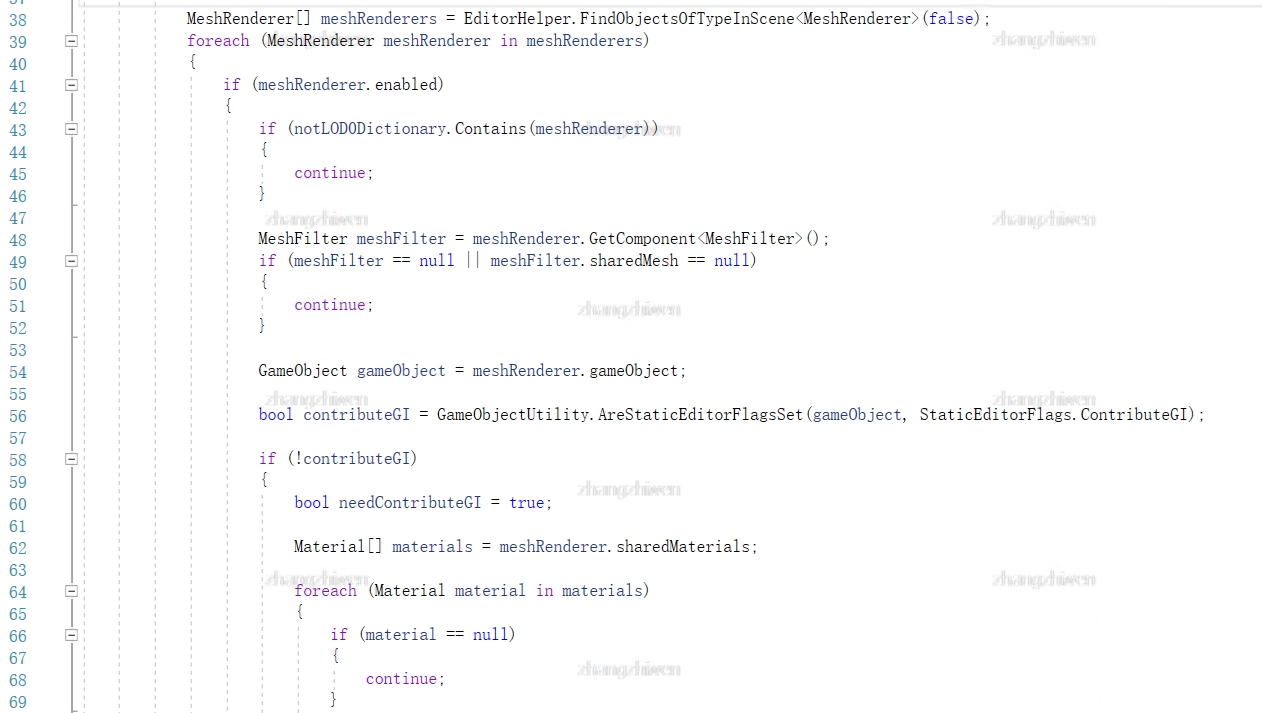 38 MeshRenderer[] meshRenderers = EditorHelper.FindObjectsOfTypeInScene<MeshRenderer>(false);
39 foreach (MeshRenderer meshRenderer in meshRenderers)
40 {
41 if (meshRenderer.enabled)
42 {
43 if (notLOD0Dictionary.Contains(meshRenderer))
44 {
45 continue;
46 }
47
48 MeshFilter meshFilter = meshRenderer.GetComponent<MeshFilter>();
49 if (meshFilter == null || meshFilter.sharedMesh == null)
50 {
51 continue;
52 }
53
54 GameObject gameObject = meshRenderer.gameObject;
55
56 bool contributeGI = GameObjectUtility.AreStaticEditorFlagsSet(gameObject, StaticEditorFlags.ContributeGI);
57
58 if (!contributeGI)
59 {
60 bool needContributeGI = true;
61
62 Material[] materials = meshRenderer.sharedMaterials;
63
64 foreach (Material material in materials)
65 {
66 if (material == null)
67 {
68 continue;
69 }